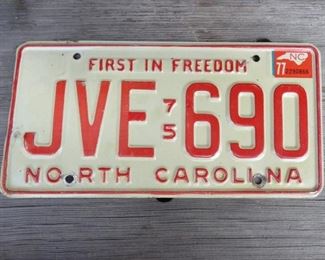 NC
77
FIRST IN FREEDOM
JVE 75 690
NORTH CAROLINA